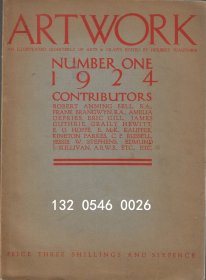 ARTWORK
AN ILLUSTRATED QUARTERLY OF ARTS & CRAFTS EDITED BY HERBERT WAUTHIER
NUMBER ONE
1924
CONTRIBUTORS
ROBERT ANNING BELL R.A.,
FRANK BRANGWYN R.A., AMELIA
DEFRIES, ERIC GILL, JAMES
GUTHRIE, GRAILY HEWITT,
E. O. HOPPE, E. McK. KAUFFER,
KINETON PARKES, C. P. RUSSELL,
JESSIE W. STEPHENS, EDMUND
J. SULLIVAN, A.R.W.S., ETC., ETC.
132 0546 0026
PRICE THREE SHILLINGS AND SIXPENCE